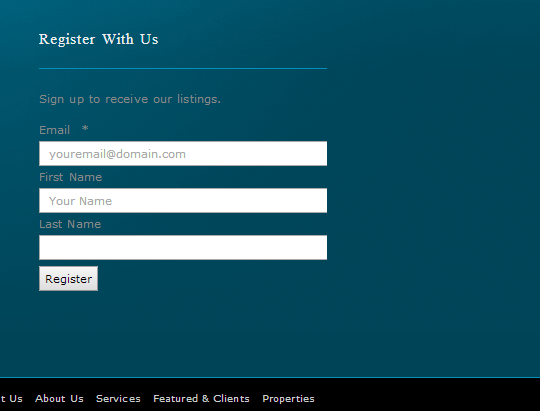 Register With Us
Sign up to receive our listings.
Email *
youremail@domain.com
First Name
Your Name
Last Name
Register
t Us About Us Services Featured & Clients Properties